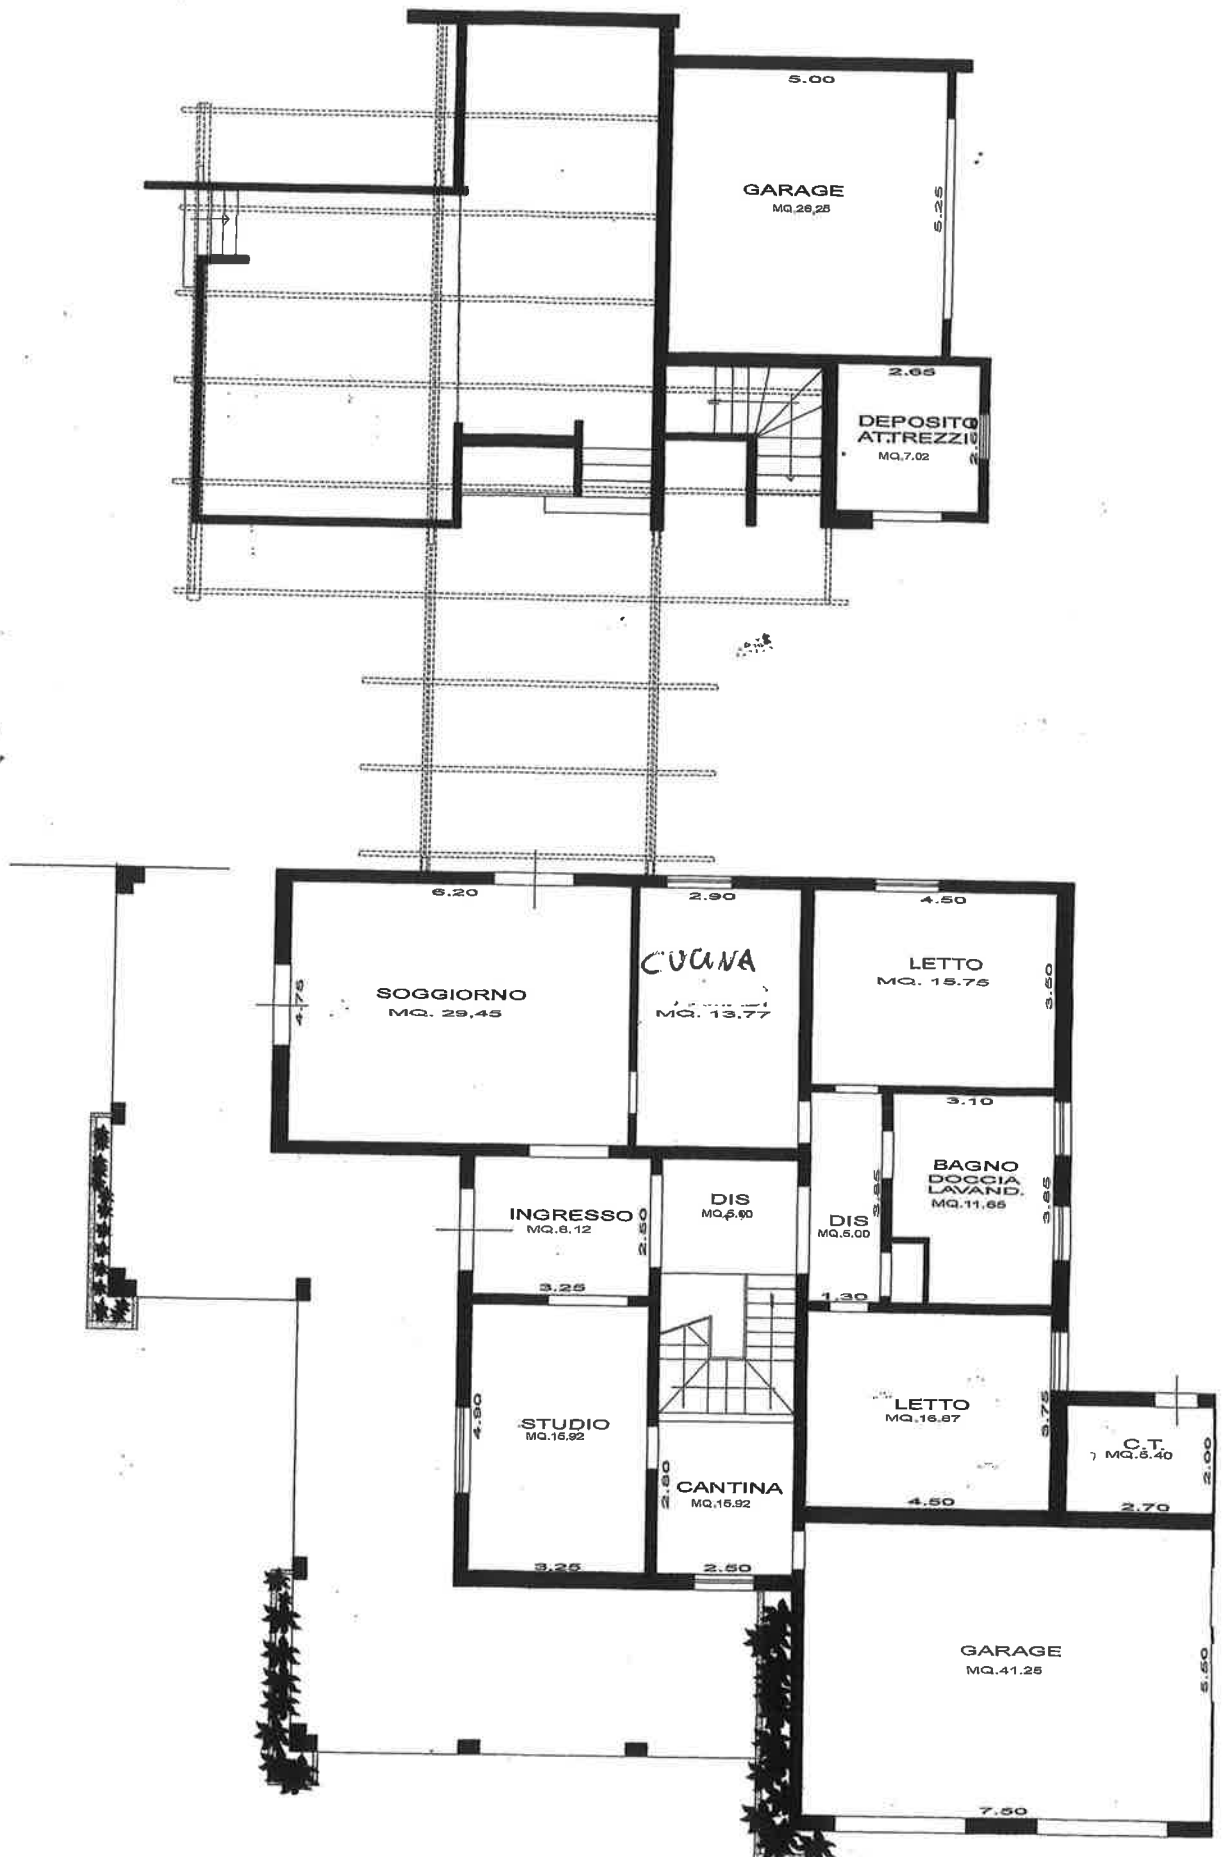 5.00
GARAGE
MQ.26,25
5.25
2.65
DEPOSITO
ATTREZZI
MQ.7.02
6.20
2.90
4.50
CUCINA
LETTO
MQ. 15.75
3.50
SOGGIORNO
MQ. 29,45
4.75
MQ. 13.77
3.10
BAGNO
DOCCIA
LAVAND.
MQ.11,65
3.85
3.85
DIS
MQ.5.00
INGRESSO
MQ.8,12
2.50
DIS
MQ.5.00
3.25
1.30
STUDIO
MQ.15.92
4.90
LETTO
MQ.16.87
3.75
C.T.
MQ.5.40
2.00
2.70
CANTINA
MQ.15.92
2.80
4.50
3.25
2.50
GARAGE
MQ.41.25
5.50
7.50